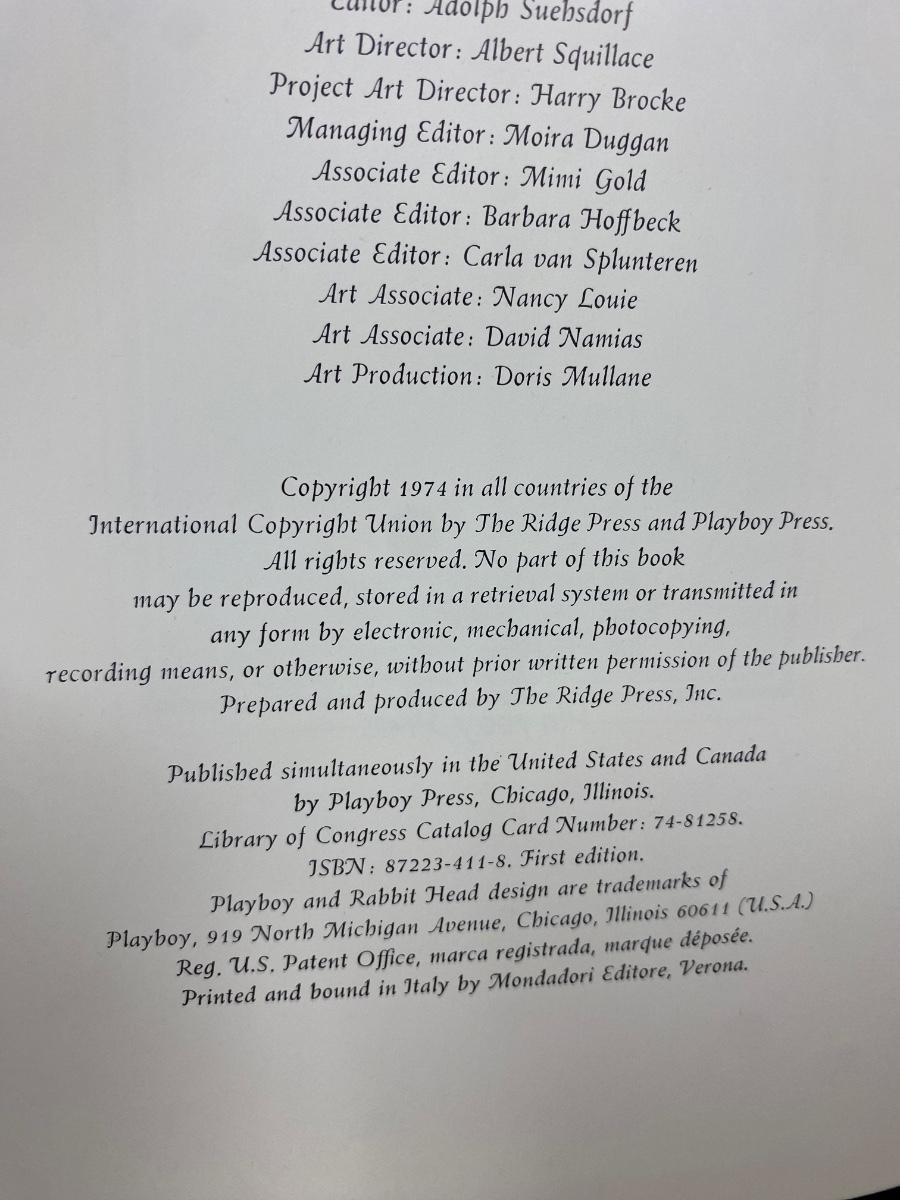 Editor: Adolph Suehsdorf
Art Director: Albert Squillace
Project Art Director: Harry Brocke
Managing Editor: Moira Duggan
Associate Editor: Mimi Gold
Associate Editor: Barbara Hoffbeck
Associate Editor: Carla van Splunteren
Art Associate: Nancy Louie
Art Associate: David Namias
Art Production: Doris Mullane
Copyright 1974 in all countries of the
International Copyright Union by The Ridge Press and Playboy Press.
All rights reserved. No part of this book
may be reproduced, stored in a retrieval system or transmitted in
any form by electronic, mechanical, photocopying,
recording means, or otherwise, without prior written permission of the publisher.
Prepared and produced by The Ridge Press, Inc.
Published simultaneously in the United States and Canada
by Playboy Press, Chicago, Illinois.
Library of Congress Catalog Card Number: 74-81258.
ISBN: 87223-411-8. First edition.
Playboy and Rabbit Head design are trademarks of
Playboy, 919 North Michigan Avenue, Chicago, Illinois 60611 (U.S.A.)
Reg. U.S. Patent Office, marca registrada, marque déposée.
Printed and bound in Italy by Mondadori Editore, Verona.